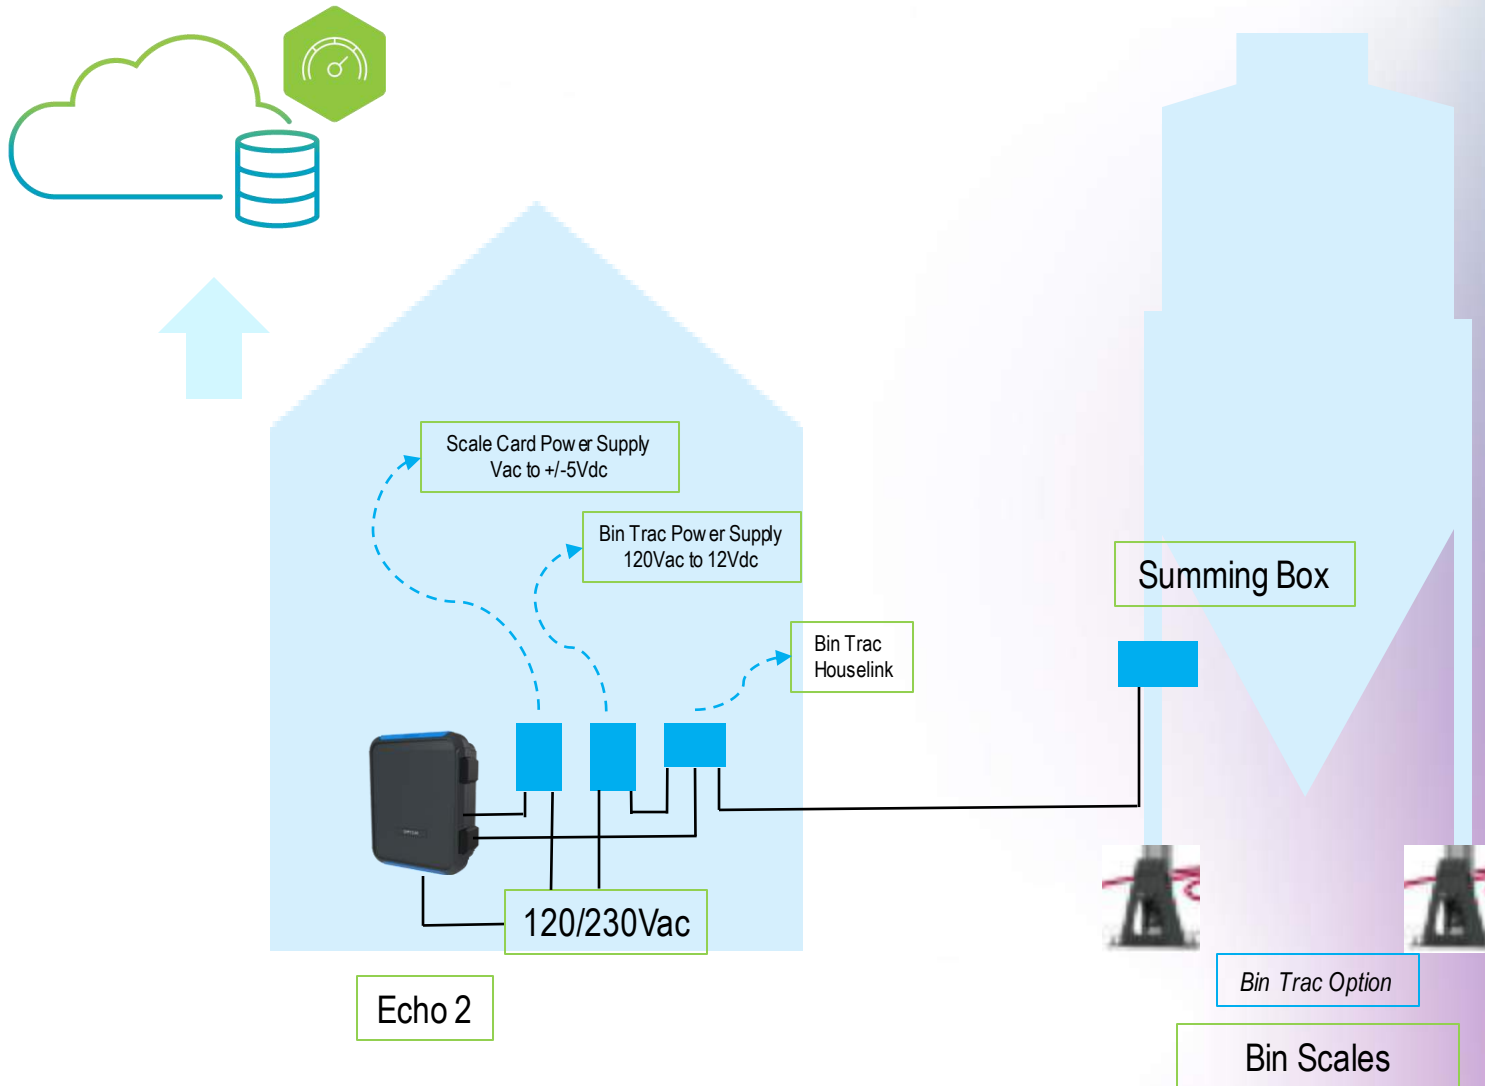 Scale Card Power Supply
Vac to +/-5Vdc
Bin Trac Power Supply
120Vac to 12Vdc
Summing Box
Bin Trac
Houselink
120/230Vac
Echo 2
Bin Trac Option
Bin Scales